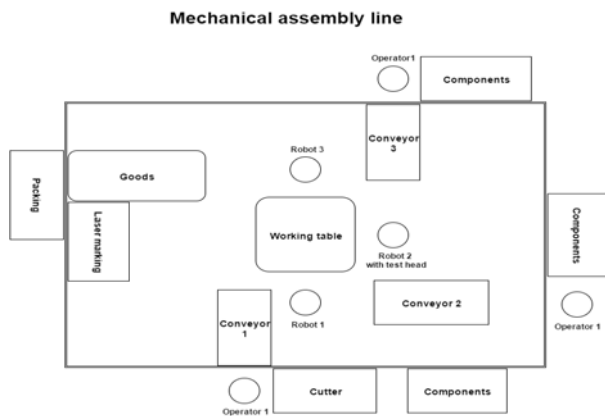 Mechanical assembly line
Operator1
Components
Conveyor
3
Robot 3
Goods
Packing
Laser marking
Working table
Robot 2
with test head
Components
Operator 1
Conveyor 2
Conveyor
1
Robot 1
Operator 1
Cutter
Components